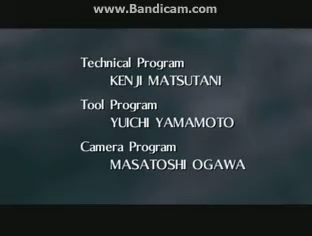 www.Bandicam.com
Technical Program
KENJI MATSUTANI
Tool Program
YUICHI YAMAMOTO
Camera Program
MASATOSHI OGAWA